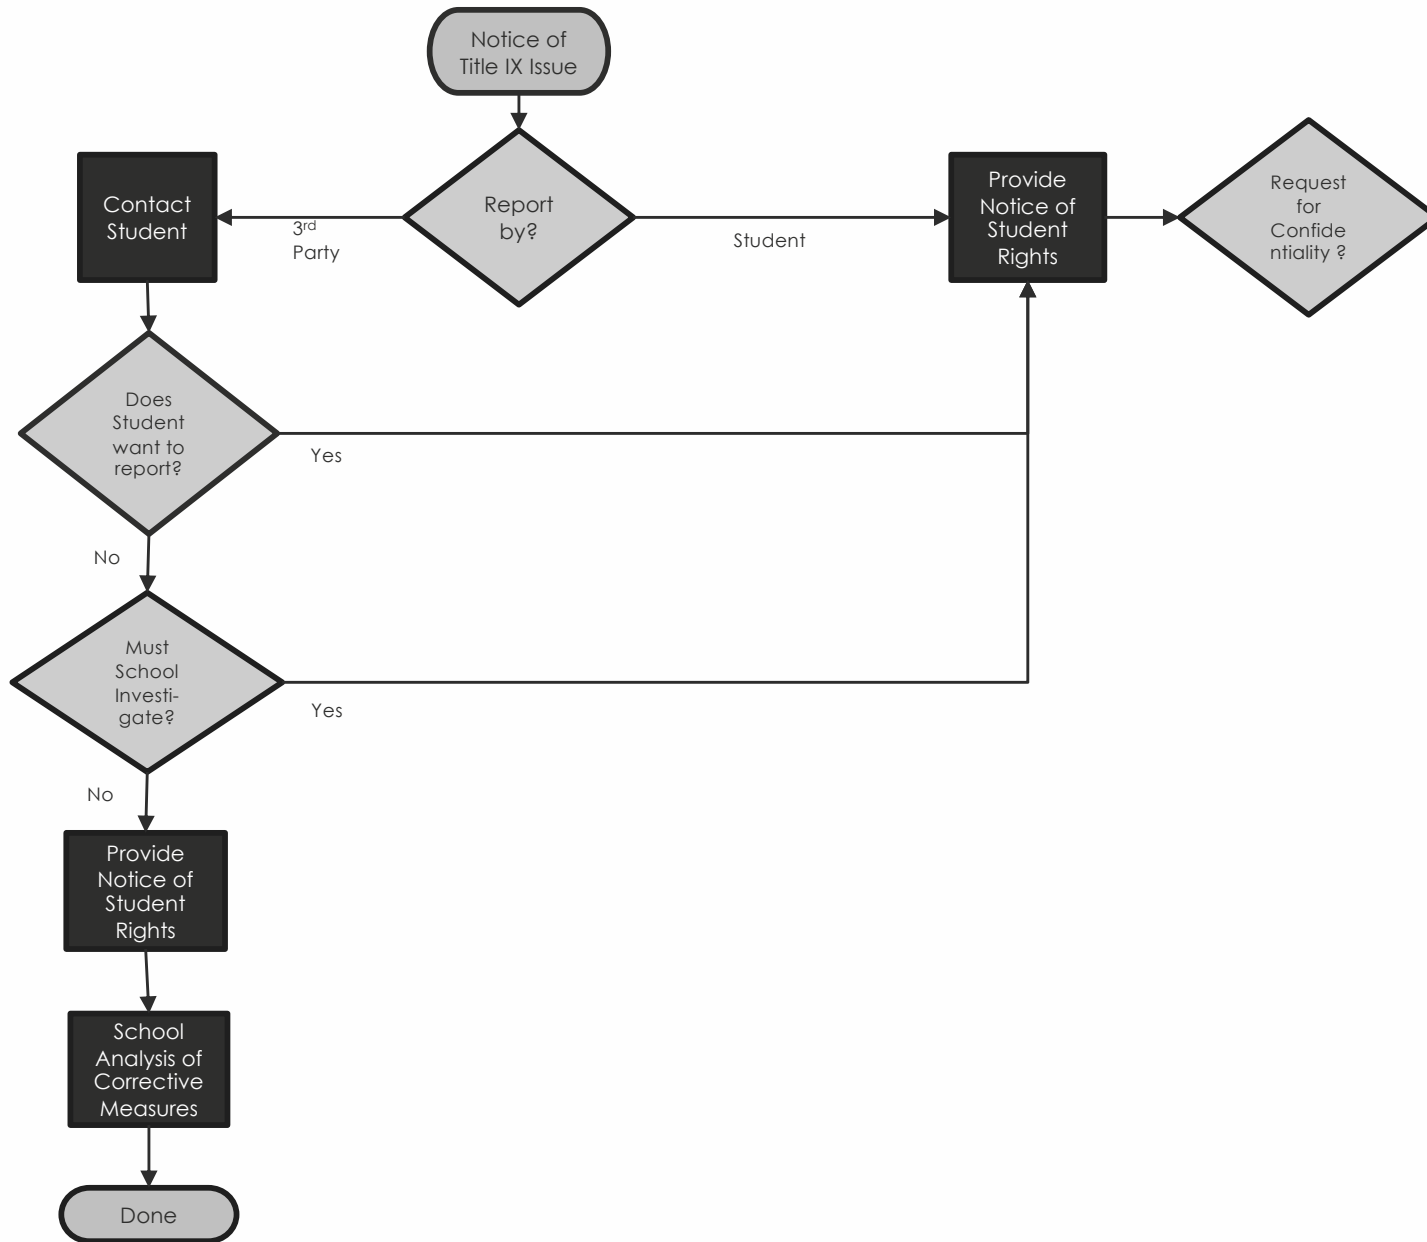 Notice of
Title IX Issue
Contact
Student
3rd
Party
Report
by?
Student
Provide
Notice of
Student
Rights
Request
for
Confide
ntiality ?
Does
Student
want to
report?
Yes
No
Must
School
Investi-
gate?
Yes
No
Provide
Notice of
Student
Rights
School
Analysis of
Corrective
Measures
Done